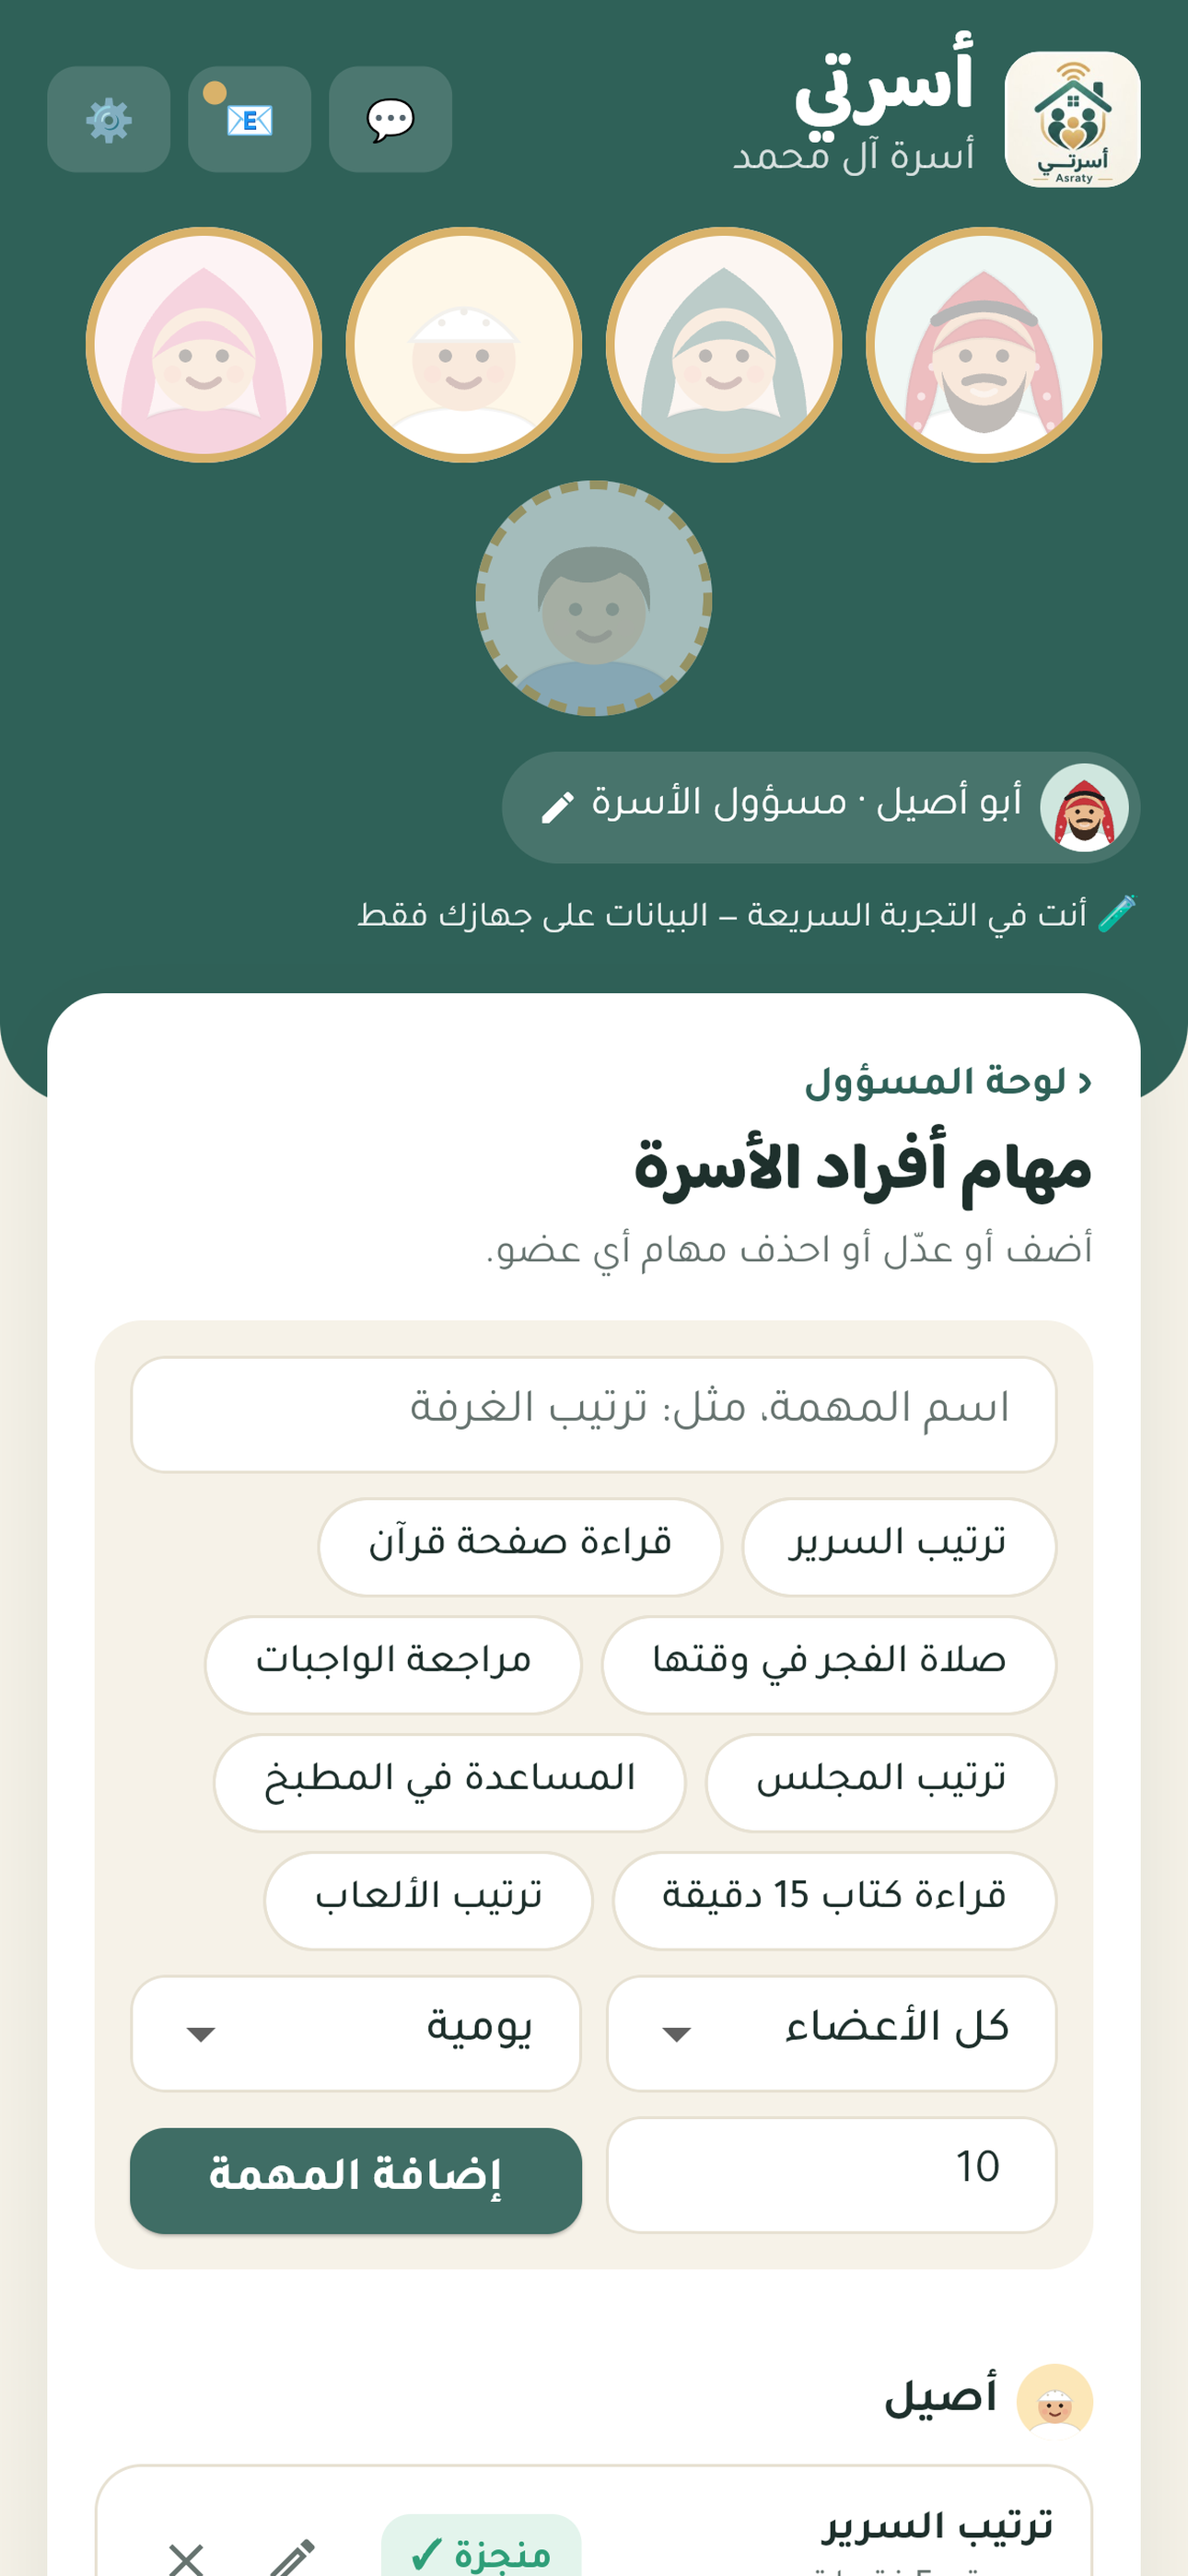 أسرتي
أسرة آل محمد
أسرتـــي
Asraty
أبو أصيل · مسؤول الأسرة
أنت في التجربة السريعة – البيانات على جهازك فقط
‹ لوحة المسؤول
مهام أفراد الأسرة
أضف أو عدّل أو احذف مهام أي عضو.
اسم المهمة، مثل: ترتيب الغرفة
ترتيب السرير
قراءة صفحة قرآن
صلاة الفجر في وقتها
مراجعة الواجبات
ترتيب المجلس
المساعدة في المطبخ
قراءة كتاب 15 دقيقة
ترتيب الألعاب
كل الأعضاء
يومية
10
إضافة المهمة
أصيل
ترتيب السرير
منجزة ✓